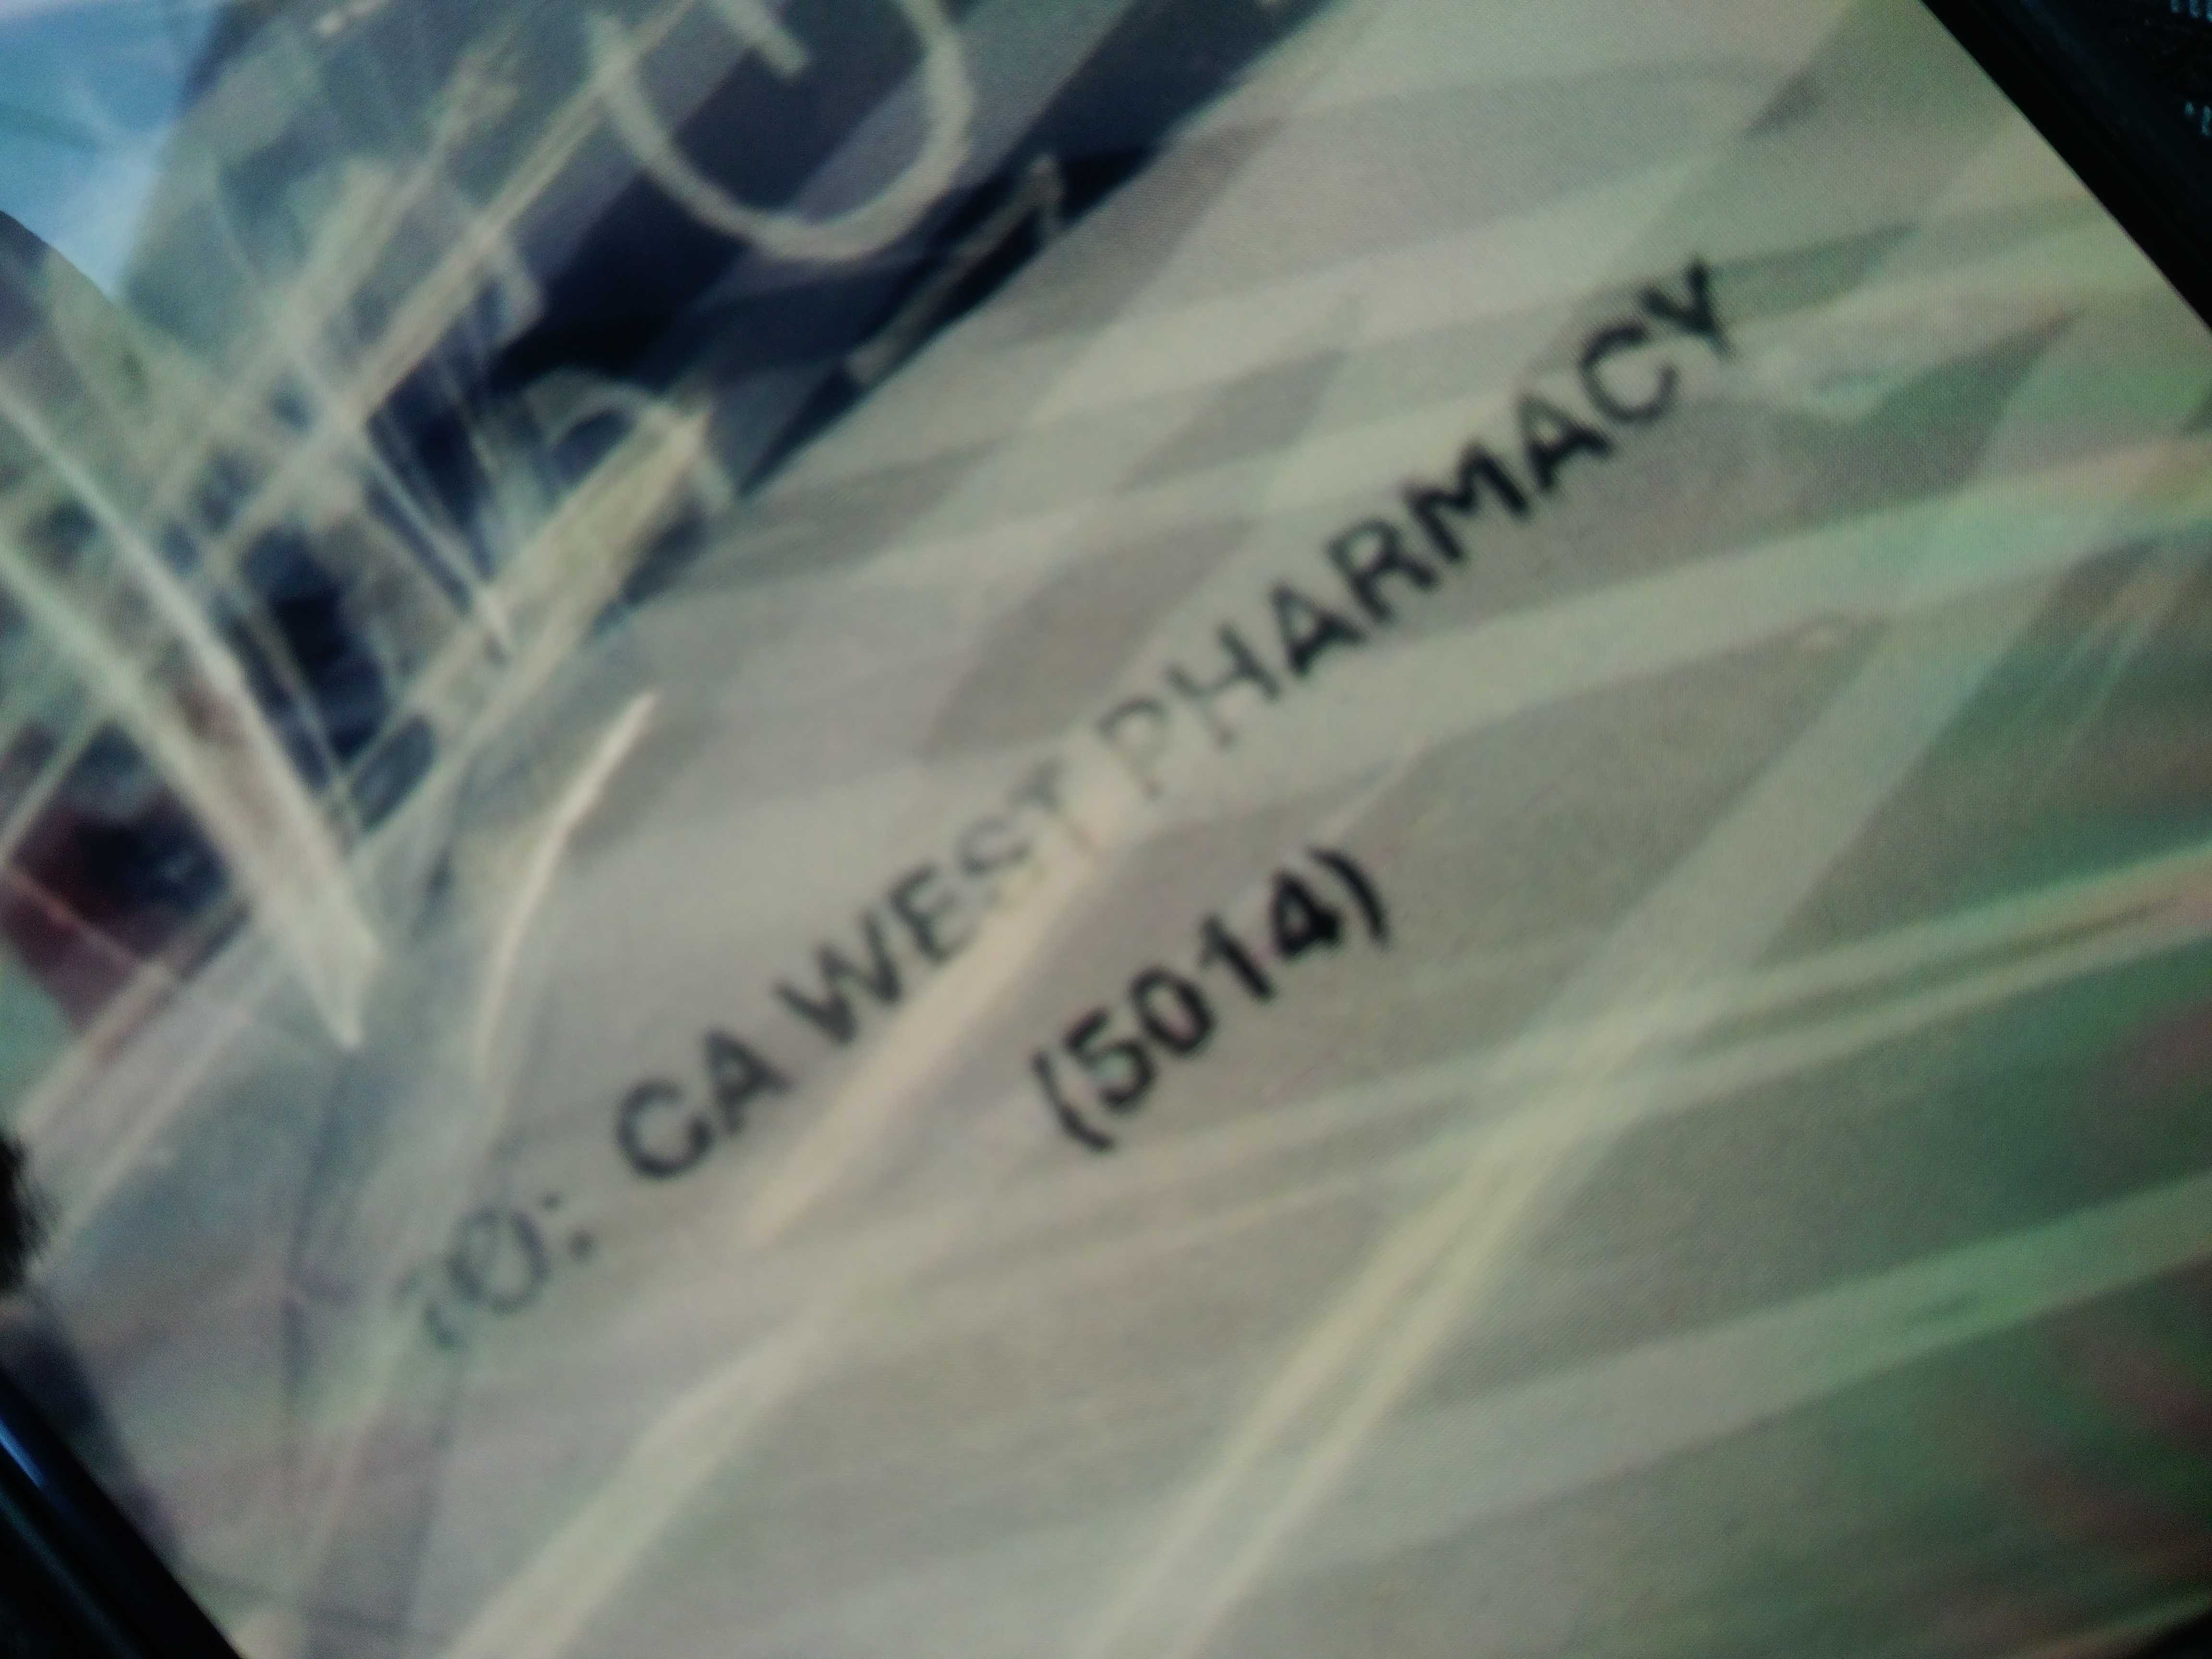 TO: CA WEST PHARMACY
(5014)